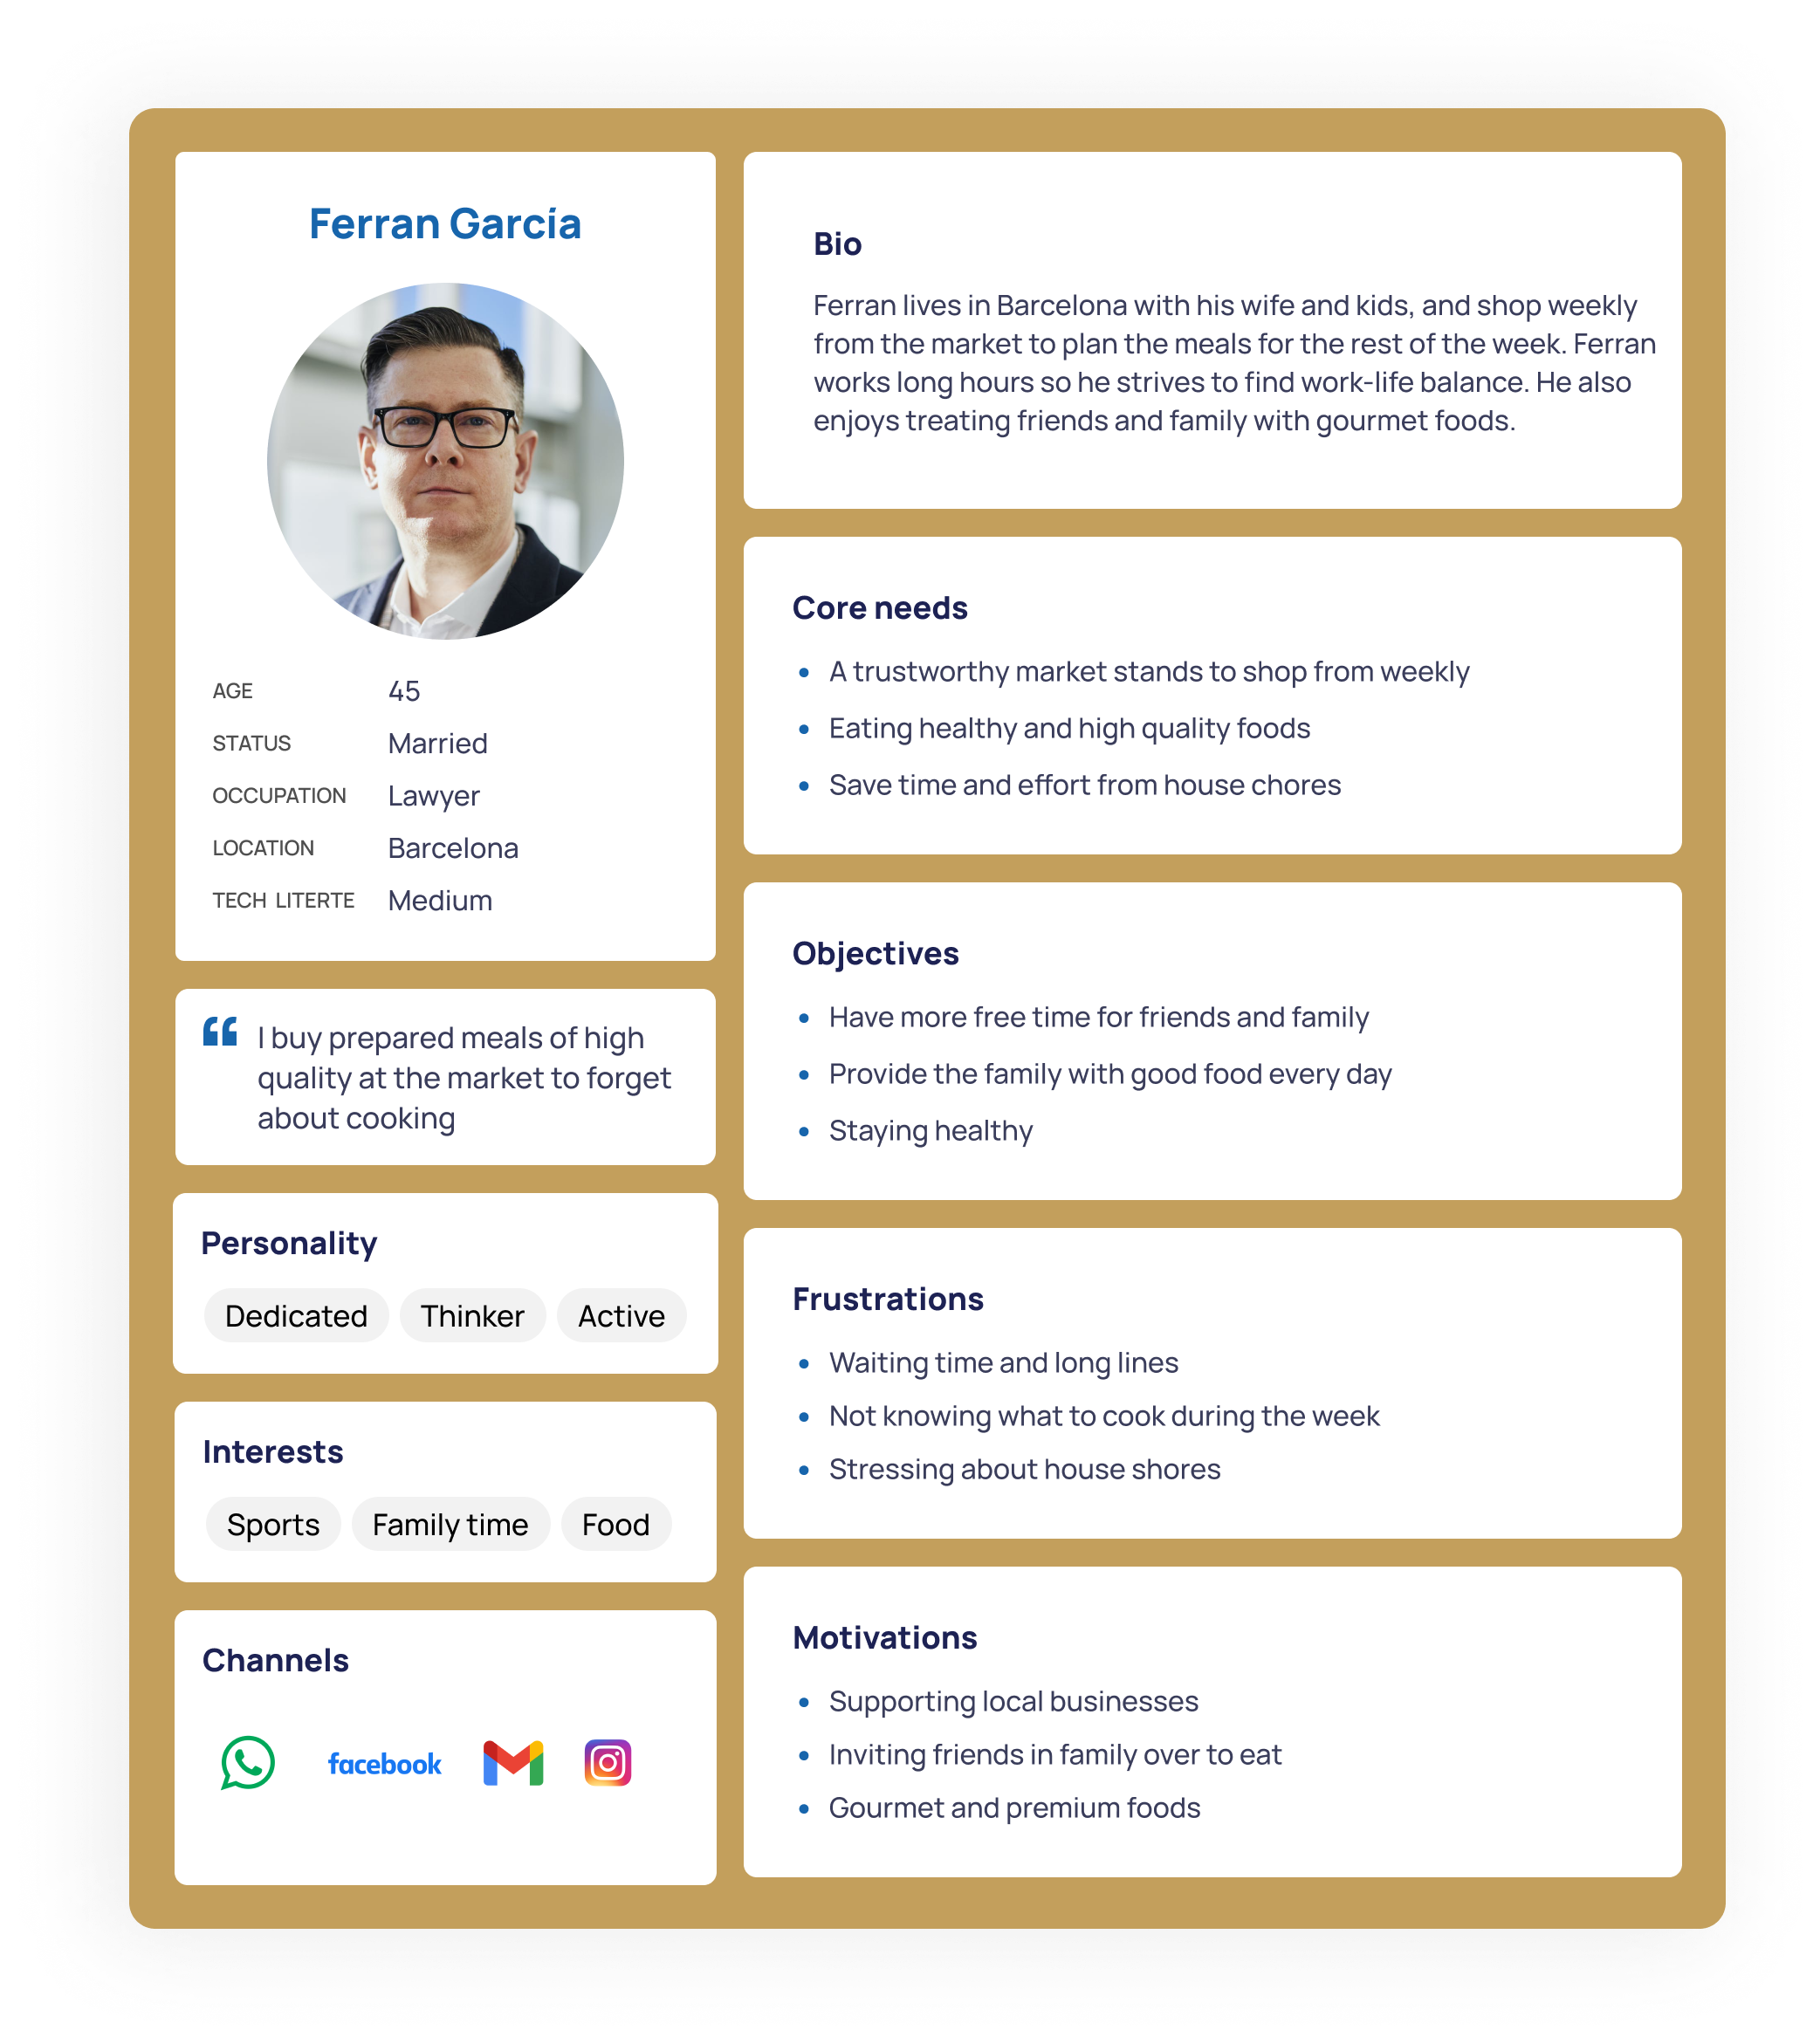 Ferran García
AGE 45
STATUS Married
OCCUPATION Lawyer
LOCATION Barcelona
TECH LITERTE Medium
“ I buy prepared meals of high
quality at the market to forget
about cooking
Personality
Dedicated Thinker Active
Interests
Sports Family time Food
Channels
facebook
Bio
Ferran lives in Barcelona with his wife and kids, and shop weekly
from the market to plan the meals for the rest of the week. Ferran
works long hours so he strives to find work-life balance. He also
enjoys treating friends and family with gourmet foods.
Core needs
• A trustworthy market stands to shop from weekly
• Eating healthy and high quality foods
• Save time and effort from house chores
Objectives
• Have more free time for friends and family
• Provide the family with good food every day
• Staying healthy
Frustrations
• Waiting time and long lines
• Not knowing what to cook during the week
• Stressing about house shores
Motivations
• Supporting local businesses
• Inviting friends in family over to eat
• Gourmet and premium foods